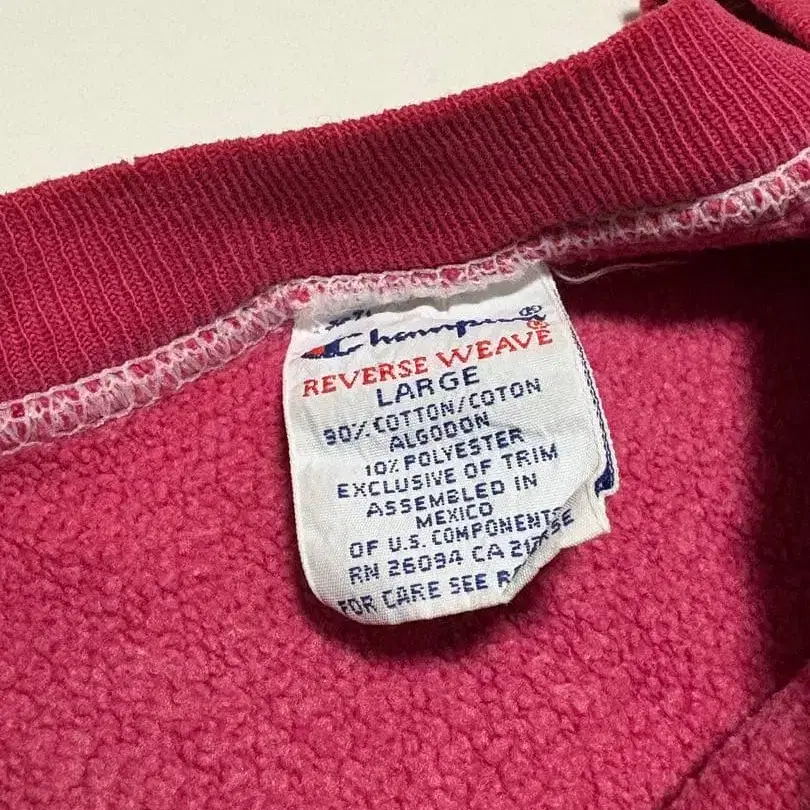 Champion®
REVERSE WEAVE®
LARGE
90% COTTON/COTON
ALGODON
10% POLYESTER
EXCLUSIVE OF TRIM
ASSEMBLED IN
MEXICO
OF U.S. COMPONENTS
RN 26094 CA
FOR CARE SEE